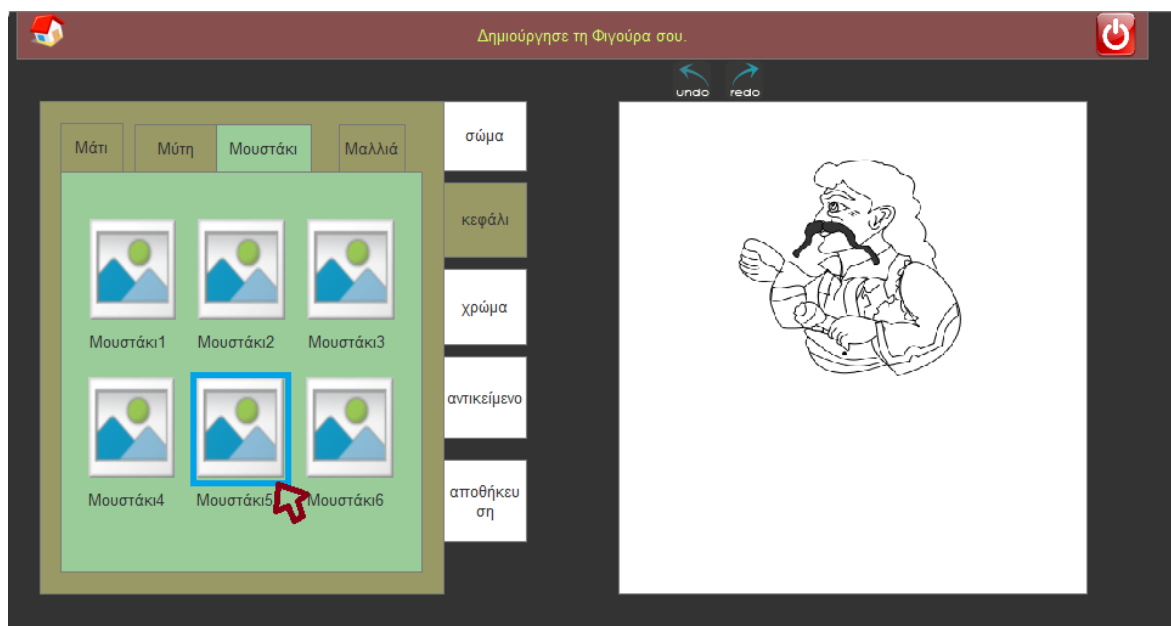 Δημιούργησε τη Φιγούρα σου.
undo redo
Μάτι Μύτη Μουστάκι Μαλλιά
σώμα
κεφάλι
χρώμα
αντικείμενο
αποθήκευ
ση
Μουστάκι1 Μουστάκι2 Μουστάκι3
Μουστάκι4 Μουστάκι5 Μουστάκι6